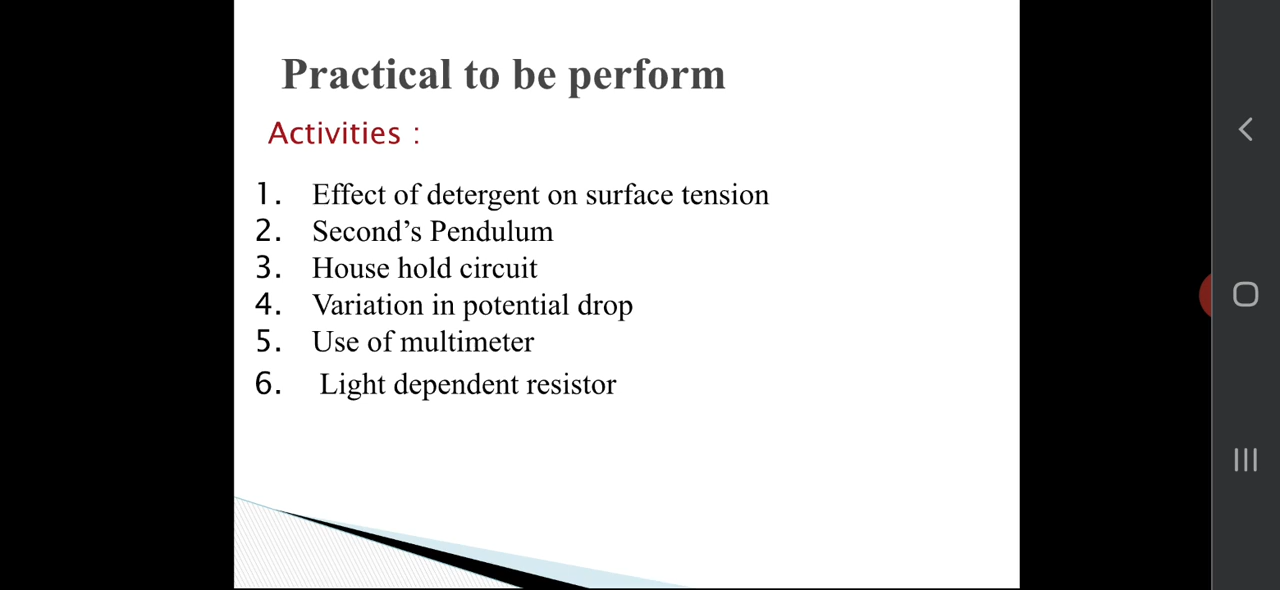 Practical to be perform
Activities :
1. Effect of detergent on surface tension
2. Second’s Pendulum
3. House hold circuit
4. Variation in potential drop
5. Use of multimeter
6. Light dependent resistor